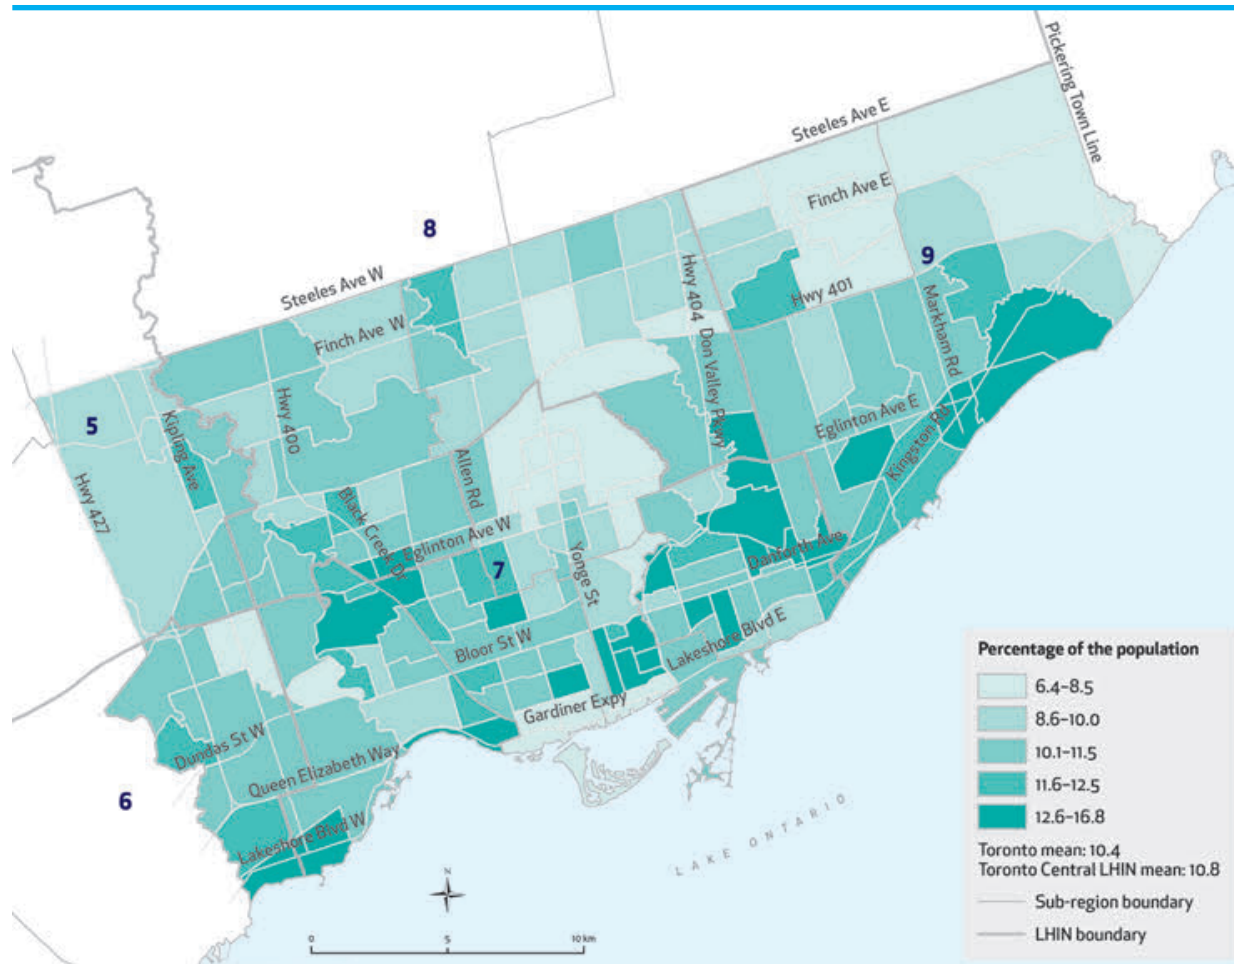 Pickering Town Line
Steeles Ave E
Finch Ave E
8
9
Steeles Ave W
Hwy 404
Hwy 401
Markham Rd
Finch Ave W
Don Valley Pkwy
5
Kipling Ave
Hwy 400
Eglinton Ave E
Kingston Rd
Hwy 427
Allen Rd
Black Creek Dr
Eglinton Ave W
7
Yonge St
Danforth Ave
Bloor St W
Lakeshore Blvd E
Gardiner Expy
Dundas St W
Queen Elizabeth Way
6
Lakeshore Blvd W
LAKE ONTARIO
N
0 5 10 km
Percentage of the population
6.4–8.5
8.6–10.0
10.1–11.5
11.6–12.5
12.6–16.8
Toronto mean: 10.4
Toronto Central LHIN mean: 10.8
Sub-region boundary
LHIN boundary